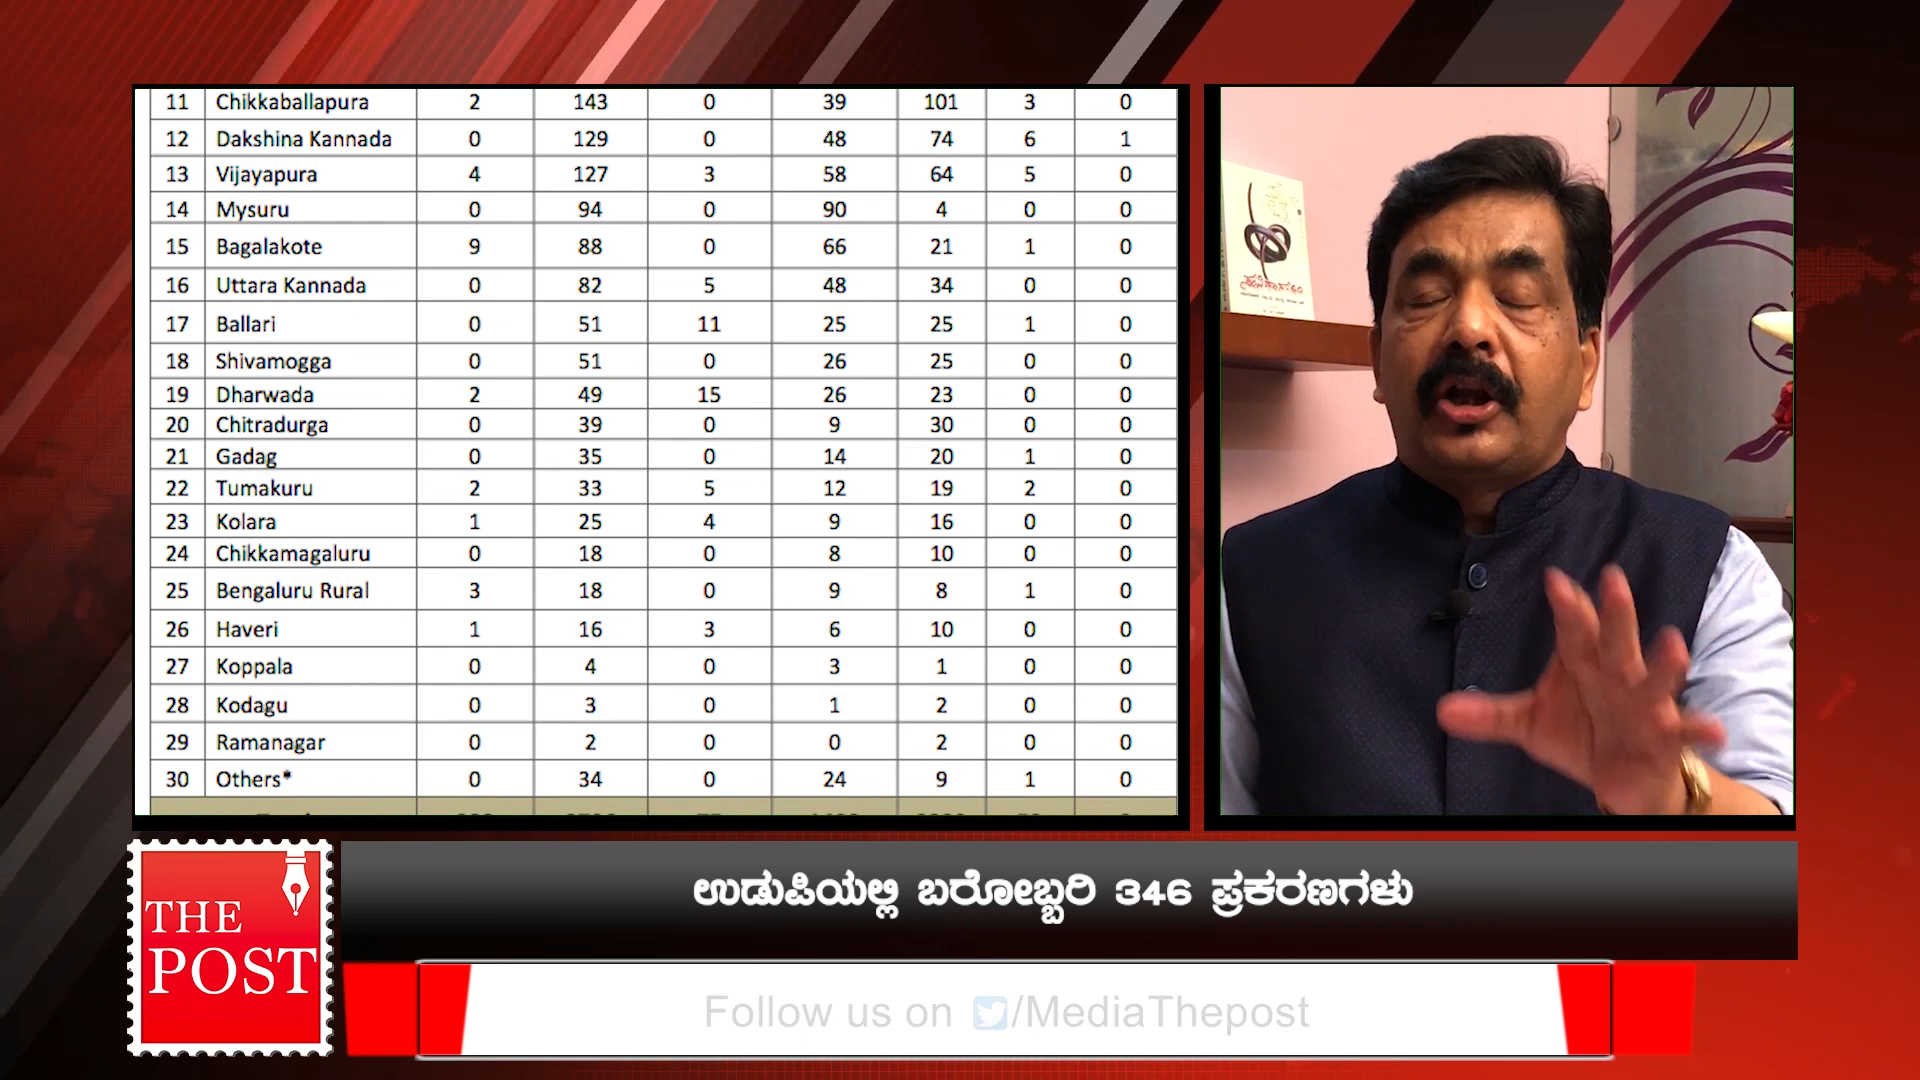 11 Chikkaballapura 2 143 0 39 101 3 0
12 Dakshina Kannada 0 129 0 48 74 6 1
13 Vijayapura 4 127 3 58 64 5 0
14 Mysuru 0 94 0 90 4 0 0
15 Bagalakote 9 88 0 66 21 1 0
16 Uttara Kannada 0 82 5 48 34 0 0
17 Ballari 0 51 11 25 25 1 0
18 Shivamogga 0 51 0 26 25 0 0
19 Dharwada 2 49 15 26 23 0 0
20 Chitradurga 0 39 0 9 30 0 0
21 Gadag 0 35 0 14 20 1 0
22 Tumakuru 2 33 5 12 19 2 0
23 Kolara 1 25 4 9 16 0 0
24 Chikkamagaluru 0 18 0 8 10 0 0
25 Bengaluru Rural 3 18 0 9 8 1 0
26 Haveri 1 16 3 6 10 0 0
27 Koppala 0 4 0 3 1 0 0
28 Kodagu 0 3 0 1 2 0 0
29 Ramanagar 0 2 0 0 2 0 0
30 Others* 0 34 0 24 9 1 0
THE
POST
ಉಡುಪಿಯಲ್ಲಿ ಬರೋಬ್ಬರಿ 346 ಪ್ರಕರಣಗಳು
Follow us on /MediaThepost